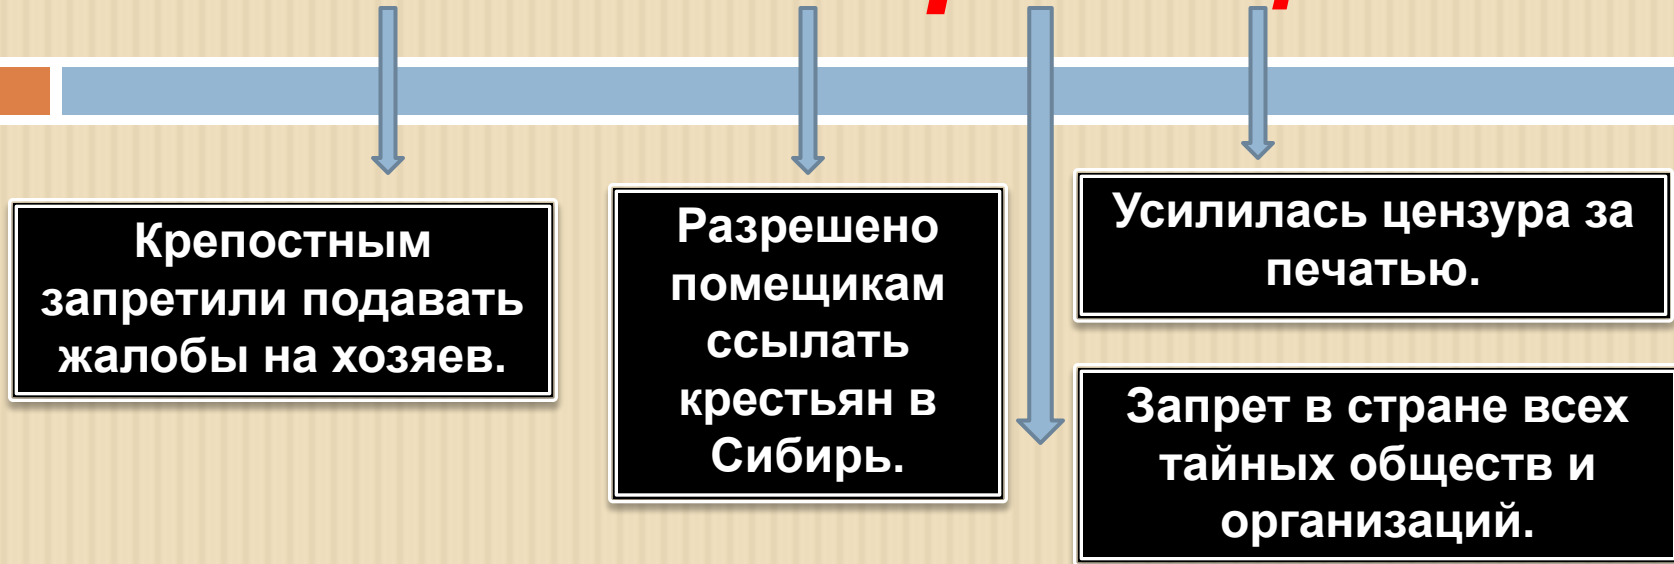 Крепостным
запретили подавать
жалобы на хозяев.
Разрешено
помещикам
ссылать
крестьян в
Сибирь.
Усилилась цензура за
печатью.
Запрет в стране всех
тайных обществ и
организаций.